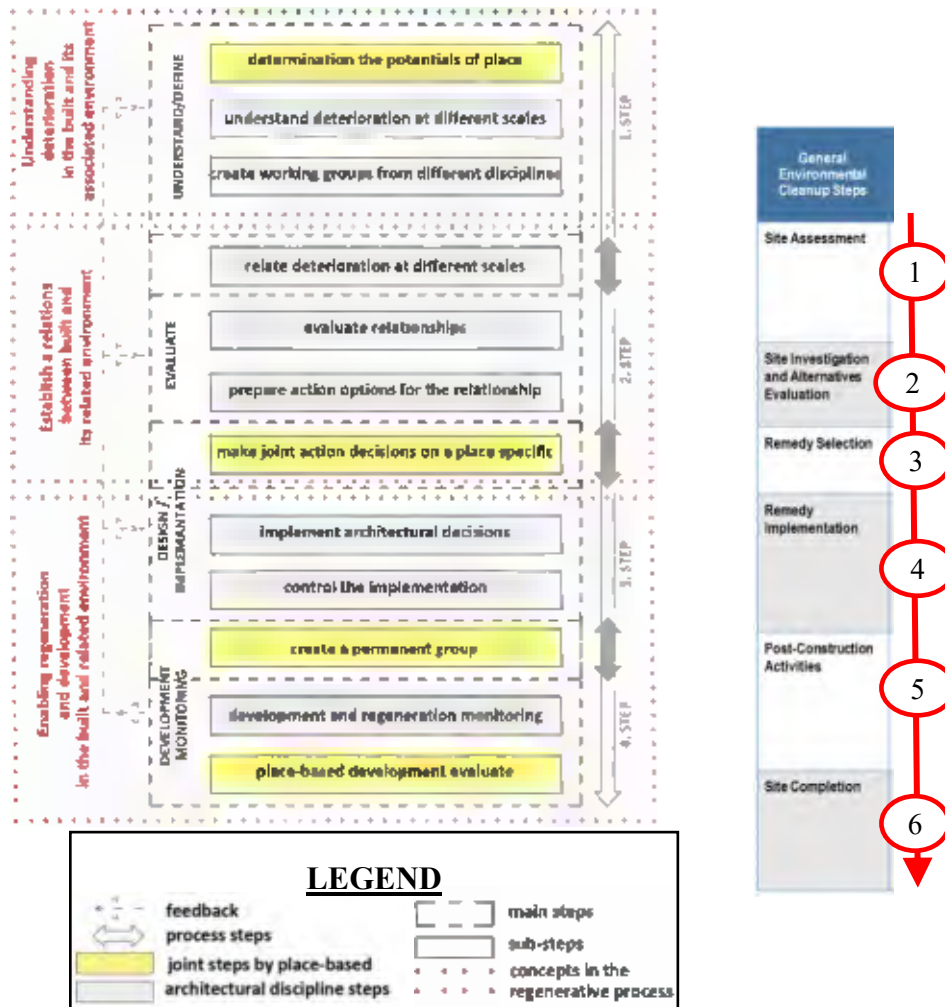 Understanding
deterioration
in the built and its
associated environment
UNDERSTAND/DEFINE
determination the potentials of place
understand deterioration at different scales
create working groups from different disciplines
1. STEP
Establish a relations
between built and
its related environment
EVALUATE
relate deterioration at different scales
evaluate relationships
prepare action options for the relationship
2. STEP
make joint action decisions on a place specific
Enabling regeneration
and development
in the built and related environment
DESIGN /
IMPLEMANTATION
implement architectural decisions
control the implementation
3. STEP
create a permanent group
DEVELOPMENT
MONITORING
development and regeneration monitoring
place-based development evaluate
4. STEP
LEGEND
feedback
process steps
joint steps by place-based
architectural discipline steps
main steps
sub-steps
concepts in the
regenerative process
General
Environmental
Cleanup Steps
Site Assessment
1
Site Investigation
and Alternatives
Evaluation
2
Remedy Selection
3
Remedy
Implementation
4
Post-Construction
Activities
5
Site Completion
6